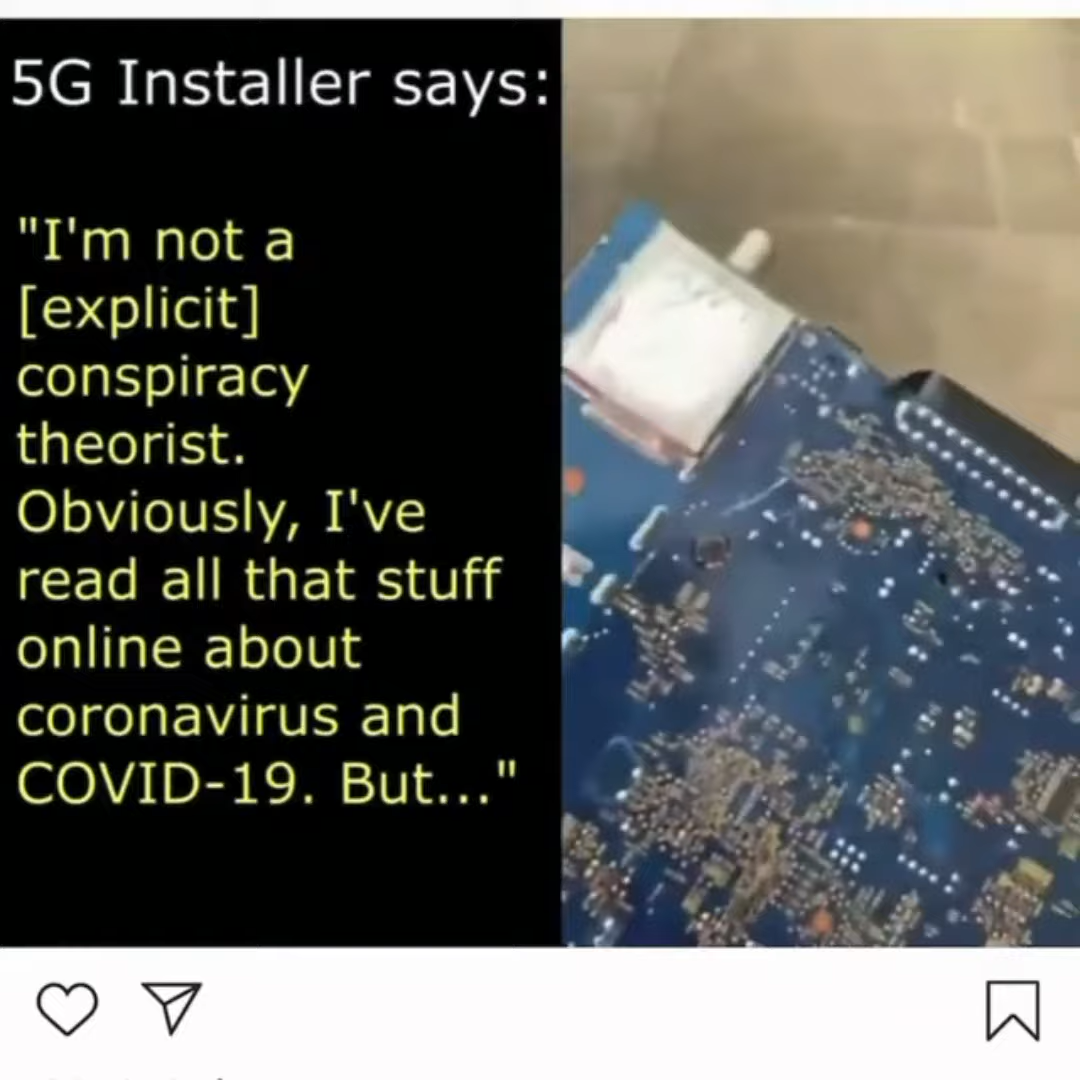 5G Installer says:
"I'm not a
[explicit]
conspiracy
theorist.
Obviously, I've
read all that stuff
online about
coronavirus and
COVID-19. But..."